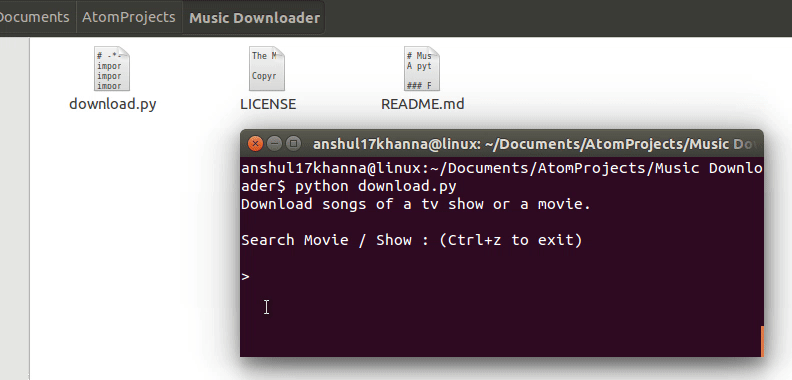 Documents AtomProjects Music Downloader
# -*-
impor
impor
impor
download.py
The M
Copyr
LICENSE
# Mus
A pyt
### F
README.md
anshul17khanna@linux: ~/Documents/AtomProjects/Music Do
anshul17khanna@linux:~/Documents/AtomProjects/Music Downlo
ader$ python download.py
Download songs of a tv show or a movie.
Search Movie / Show : (Ctrl+z to exit)
>